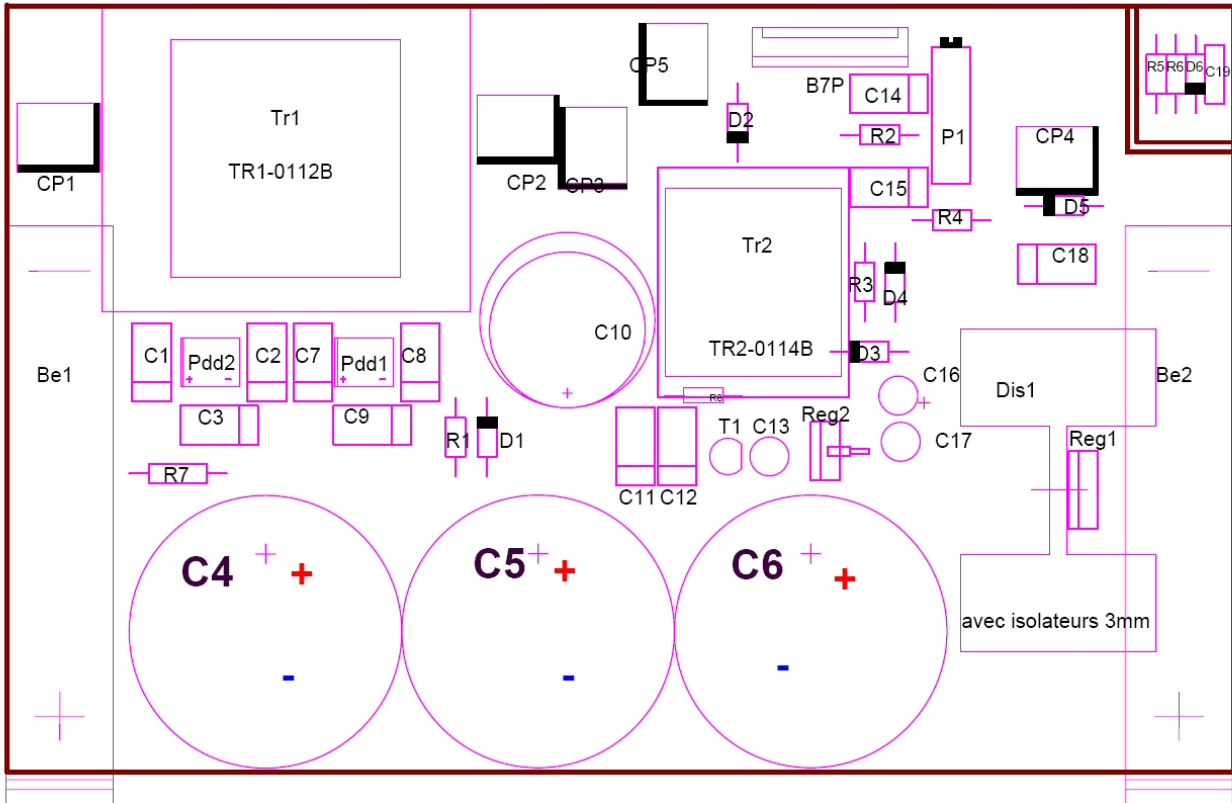 CP5
B7P
C14
R5
R6
D6
C19
Tr1
D2
R2
P1
CP4
TR1-0112B
CP1
CP2
CP3
C15
D5
R4
Tr2
C18
R3
D4
C10
TR2-0114B
D3
C1
Pdd2
C2
C7
Pdd1
C8
Be1
C16
Dis1
Be2
+
-
+
-
+
+
R8
C3
C9
R1
D1
T1
C13
Reg2
C17
Reg1
R7
C11
C12
C4
+
C5
+
C6
+
avec isolateurs 3mm
-
-
-